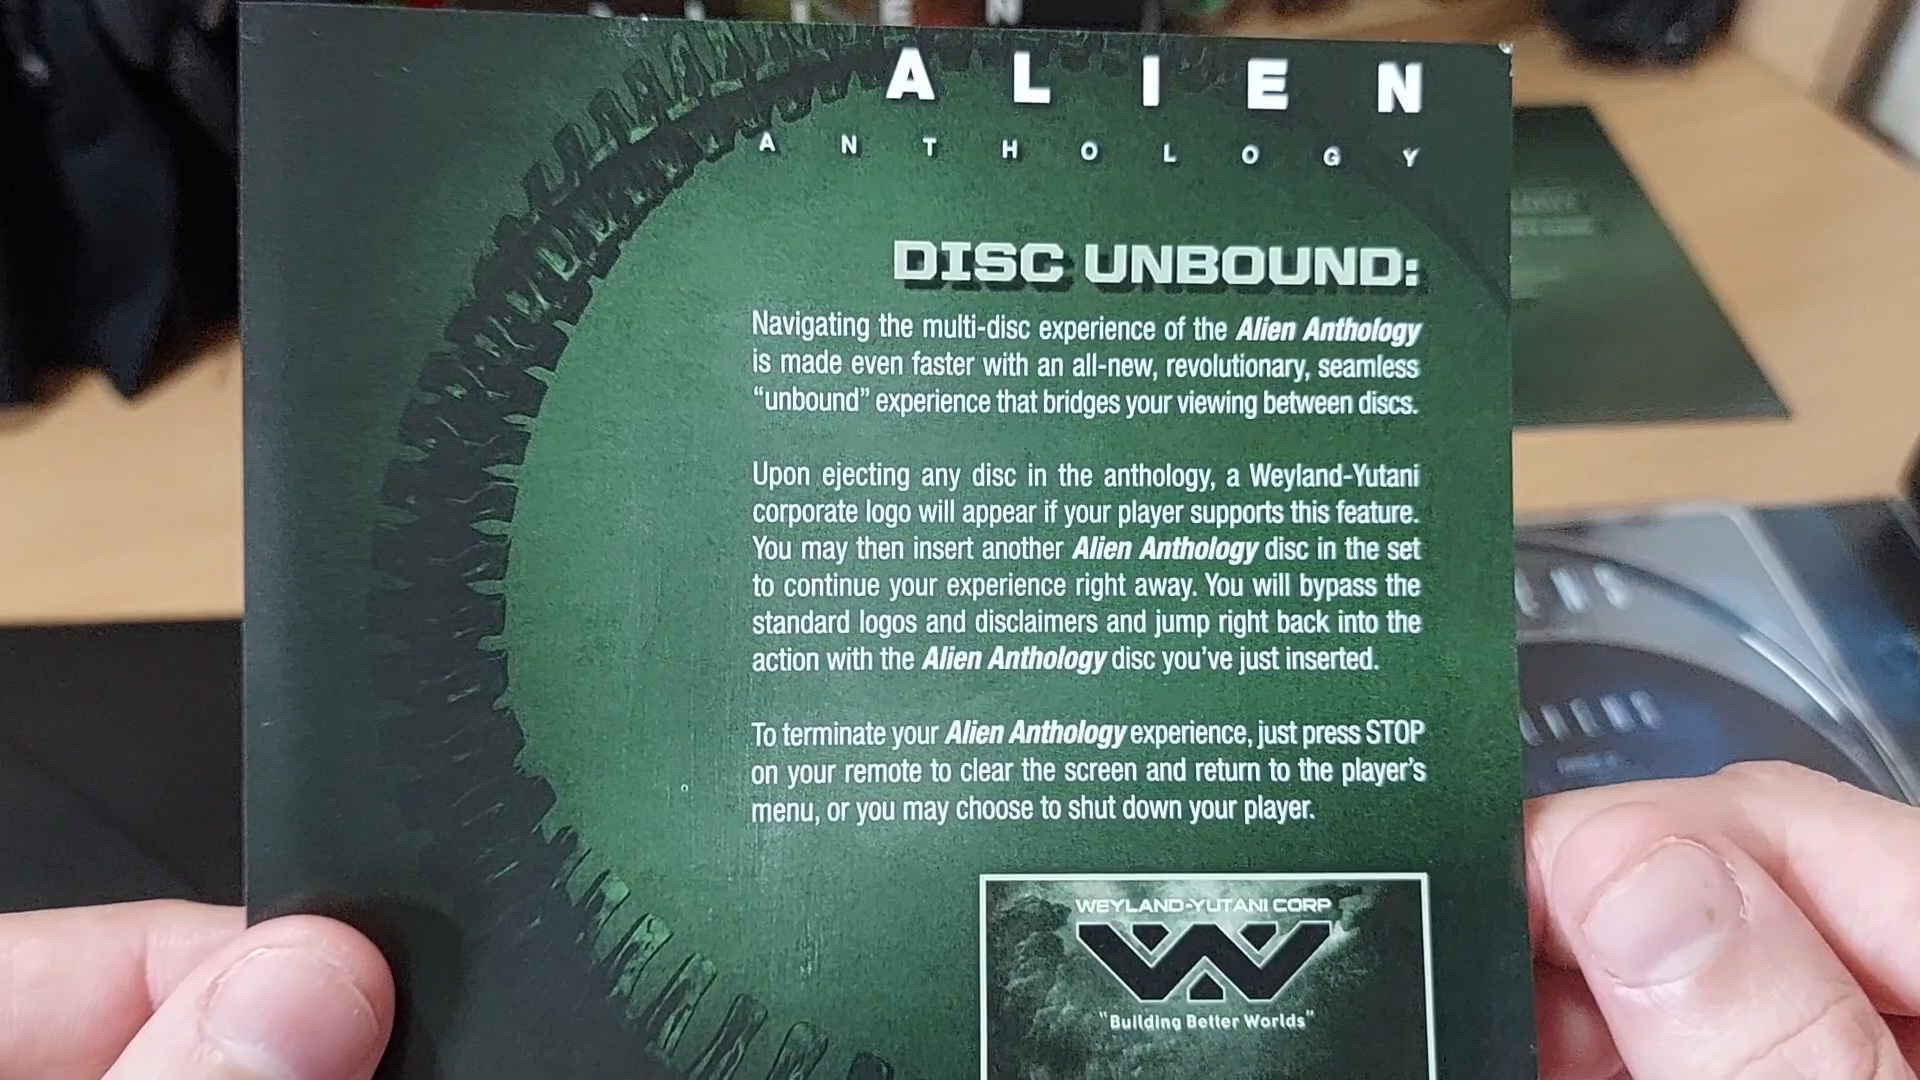 ALIEN
ANTHOLOGY
DISC UNBOUND:
Navigating the multi-disc experience of the Alien Anthology
is made even faster with an all-new, revolutionary, seamless
“unbound” experience that bridges your viewing between discs.
Upon ejecting any disc in the anthology, a Weyland-Yutani
corporate logo will appear if your player supports this feature.
You may then insert another Alien Anthology disc in the set
to continue your experience right away. You will bypass the
standard logos and disclaimers and jump right back into the
action with the Alien Anthology disc you’ve just inserted.
To terminate your Alien Anthology experience, just press STOP
on your remote to clear the screen and return to the player’s
menu, or you may choose to shut down your player.
WEYLAND-YUTANI CORP
“Building Better Worlds”